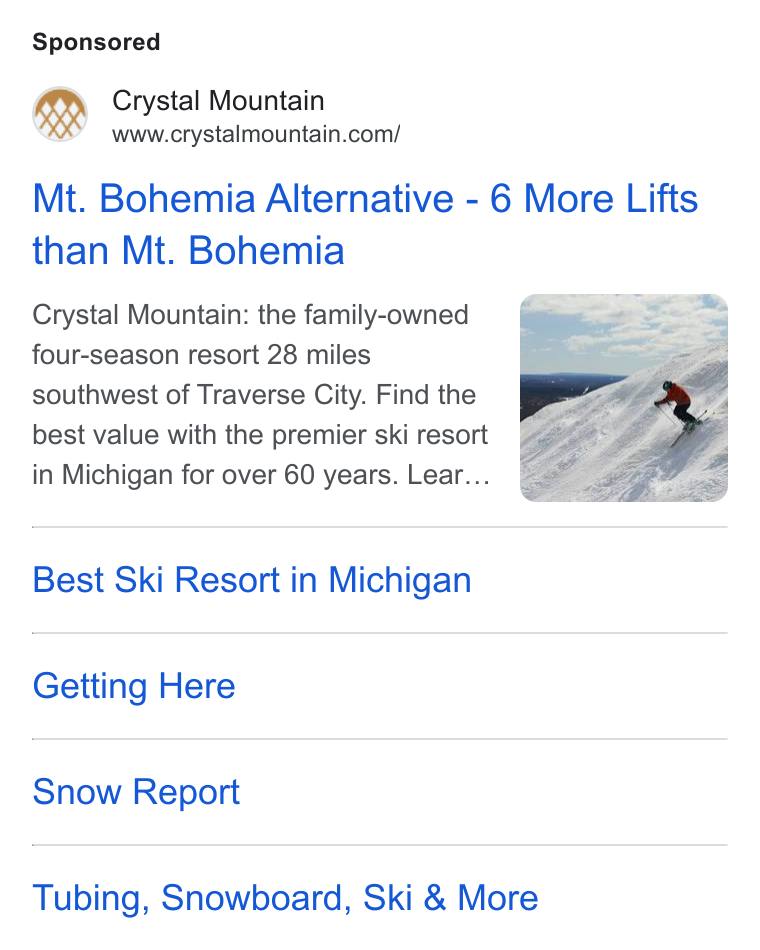 Sponsored
Crystal Mountain
www.crystalmountain.com/
Mt. Bohemia Alternative - 6 More Lifts
than Mt. Bohemia
Crystal Mountain: the family-owned
four-season resort 28 miles
southwest of Traverse City. Find the
best value with the premier ski resort
in Michigan for over 60 years. Lear...
Best Ski Resort in Michigan
Getting Here
Snow Report
Tubing, Snowboard, Ski & More